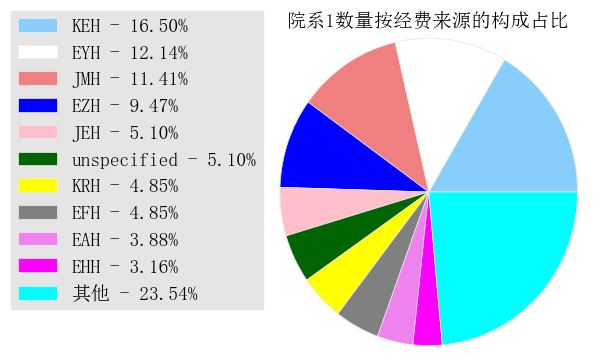 院系1数量按经费来源的构成占比
KEH - 16.50%
EYH - 12.14%
JMH - 11.41%
EZH - 9.47%
JEH - 5.10%
unspecified - 5.10%
KRH - 4.85%
EFH - 4.85%
EAH - 3.88%
EHH - 3.16%
其他 - 23.54%